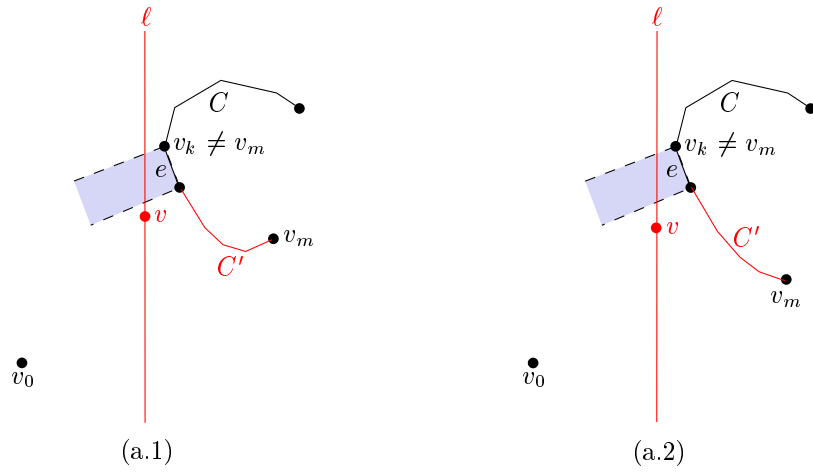 ℓ
C
v_k ≠ v_m
e
v
v_m
C'
v_0
(a.1)
ℓ
C
v_k ≠ v_m
e
v
C'
v_m
v_0
(a.2)